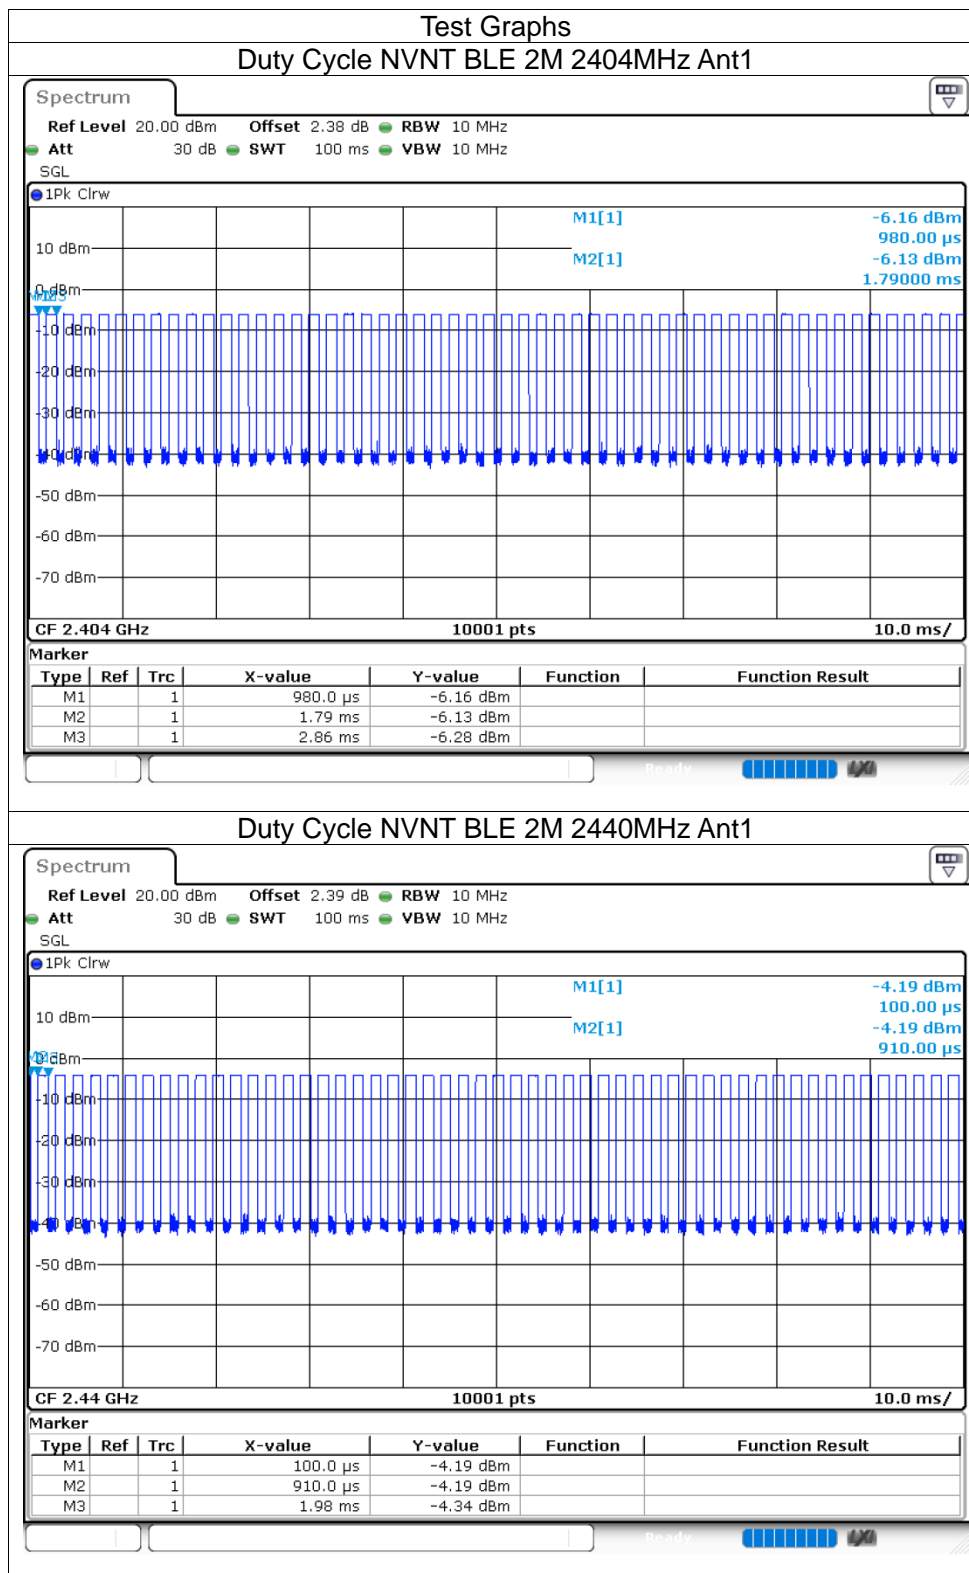 Test Graphs
Duty Cycle NVNT BLE 2M 2404MHz Ant1
Spectrum
Ref Level 20.00 dBm Offset 2.38 dB RBW 10 MHz
Att 30 dB SWT 100 ms VBW 10 MHz
SGL
1Pk Clrw
M1[1] -6.16 dBm
980.00 µs
10 dBm
M2[1] -6.13 dBm
1.79000 ms
0 dBm
-10 dBm
-20 dBm
-30 dBm
-40 dBm
-50 dBm
-60 dBm
-70 dBm
CF 2.404 GHz 10001 pts 10.0 ms/
Marker
Type Ref Trc X-value Y-value Function Function Result
M1 1 980.0 µs -6.16 dBm
M2 1 1.79 ms -6.13 dBm
M3 1 2.86 ms -6.28 dBm
Ready LXI
Duty Cycle NVNT BLE 2M 2440MHz Ant1
Spectrum
Ref Level 20.00 dBm Offset 2.39 dB RBW 10 MHz
Att 30 dB SWT 100 ms VBW 10 MHz
SGL
1Pk Clrw
M1[1] -4.19 dBm
100.00 µs
10 dBm
M2[1] -4.19 dBm
910.00 µs
0 dBm
-10 dBm
-20 dBm
-30 dBm
-40 dBm
-50 dBm
-60 dBm
-70 dBm
CF 2.44 GHz 10001 pts 10.0 ms/
Marker
Type Ref Trc X-value Y-value Function Function Result
M1 1 100.0 µs -4.19 dBm
M2 1 910.0 µs -4.19 dBm
M3 1 1.98 ms -4.34 dBm
Ready LXI